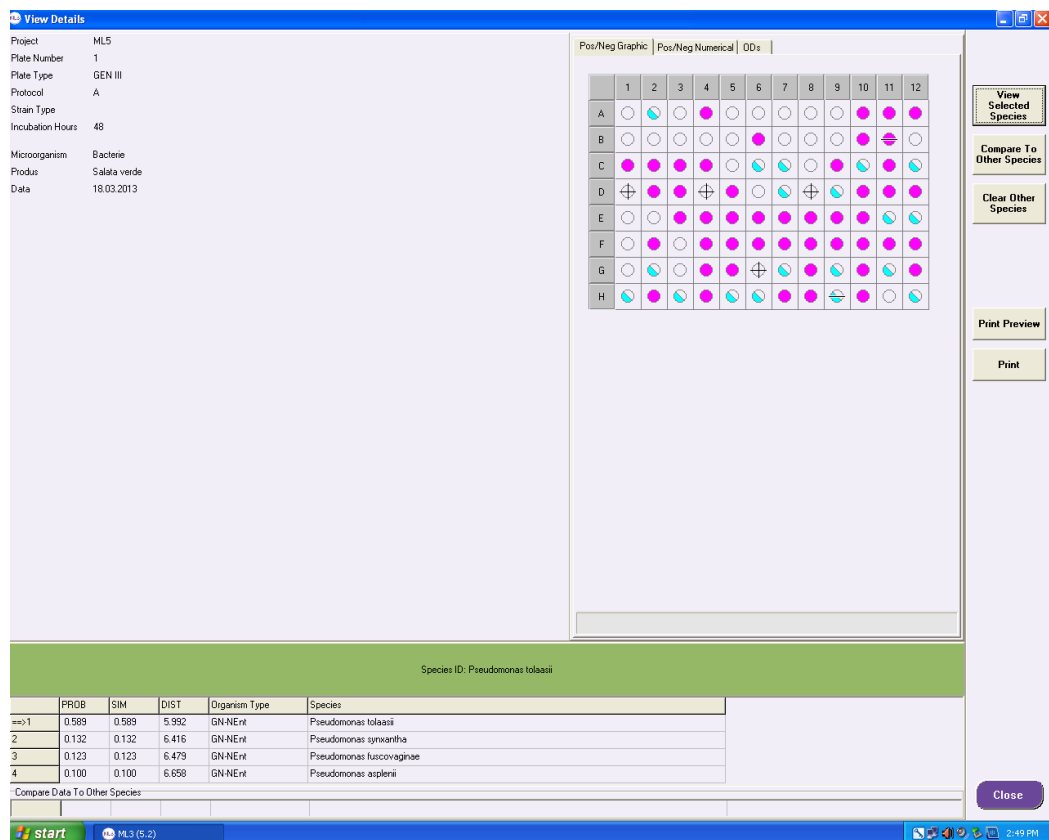 ML3 View Details
Project ML5
Plate Number 1
Plate Type GEN III
Protocol A
Strain Type
Incubation Hours 48
Microorganism Bacterie
Produs Salata verde
Data 18.03.2013
Pos/Neg Graphic Pos/Neg Numerical ODs
1 2 3 4 5 6 7 8 9 10 11 12
A
B
C
D
E
F
G
H
View
Selected
Species
Compare To
Other Species
Clear Other
Species
Print Preview
Print
Species ID: Pseudomonas tolaasii
PROB SIM DIST Organism Type Species
==>1 0.589 0.589 5.992 GN-NEnt Pseudomonas tolaasii
2 0.132 0.132 6.416 GN-NEnt Pseudomonas synxantha
3 0.123 0.123 6.479 GN-NEnt Pseudomonas fuscovaginae
4 0.100 0.100 6.658 GN-NEnt Pseudomonas asplenii
Compare Data To Other Species
Close
start ML3 ML3 (5.2) 2:49 PM